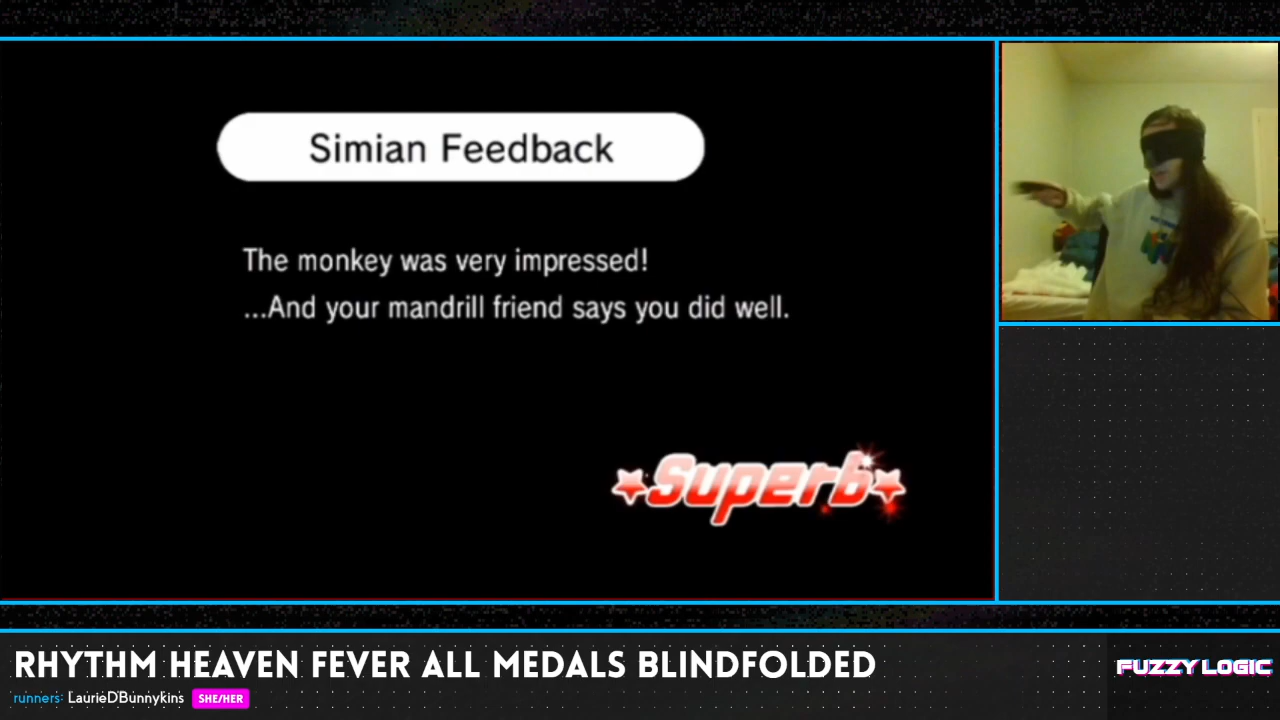 Simian Feedback
The monkey was very impressed!
...And your mandrill friend says you did well.
Superb
RHYTHM HEAVEN FEVER ALL MEDALS BLINDFOLDED
runners: LaurieDBunnykins SHE/HER
FUZZY LOGIC